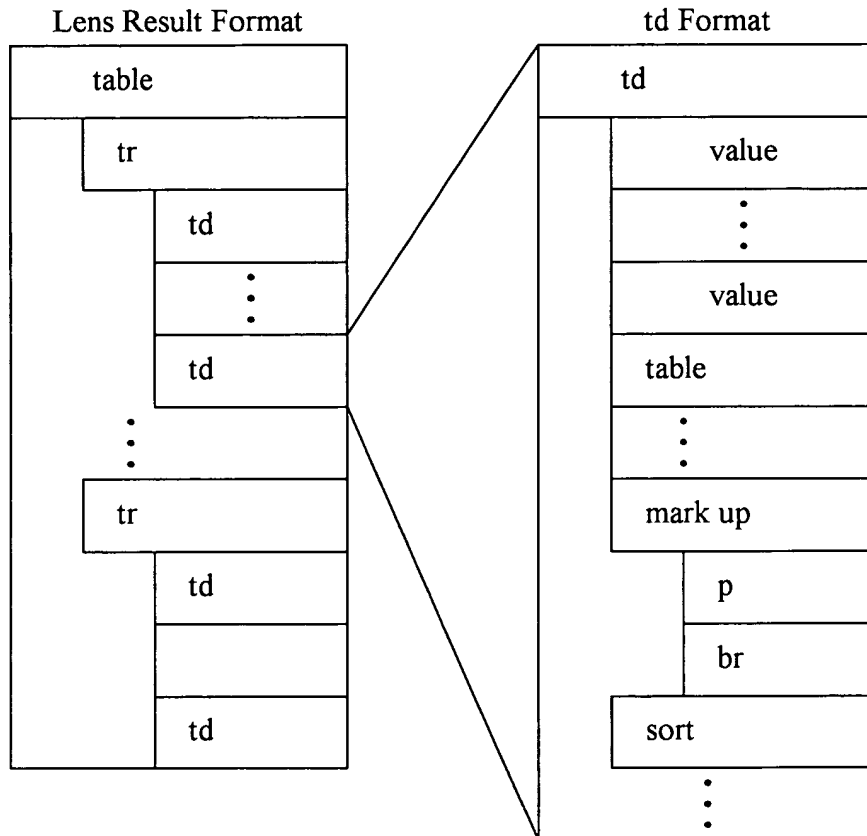 Lens Result Format
table
tr
td
td
tr
td
td
td Format
td
value
value
table
mark up
p
br
sort